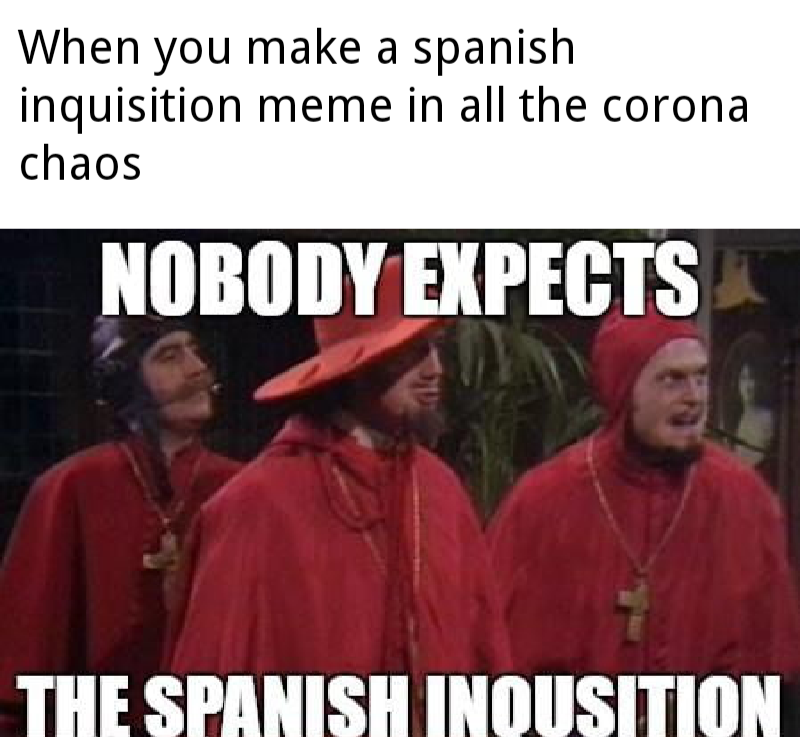 When you make a spanish
inquisition meme in all the corona
chaos
NOBODY EXPECTS
THE SPANISH INQUSITION